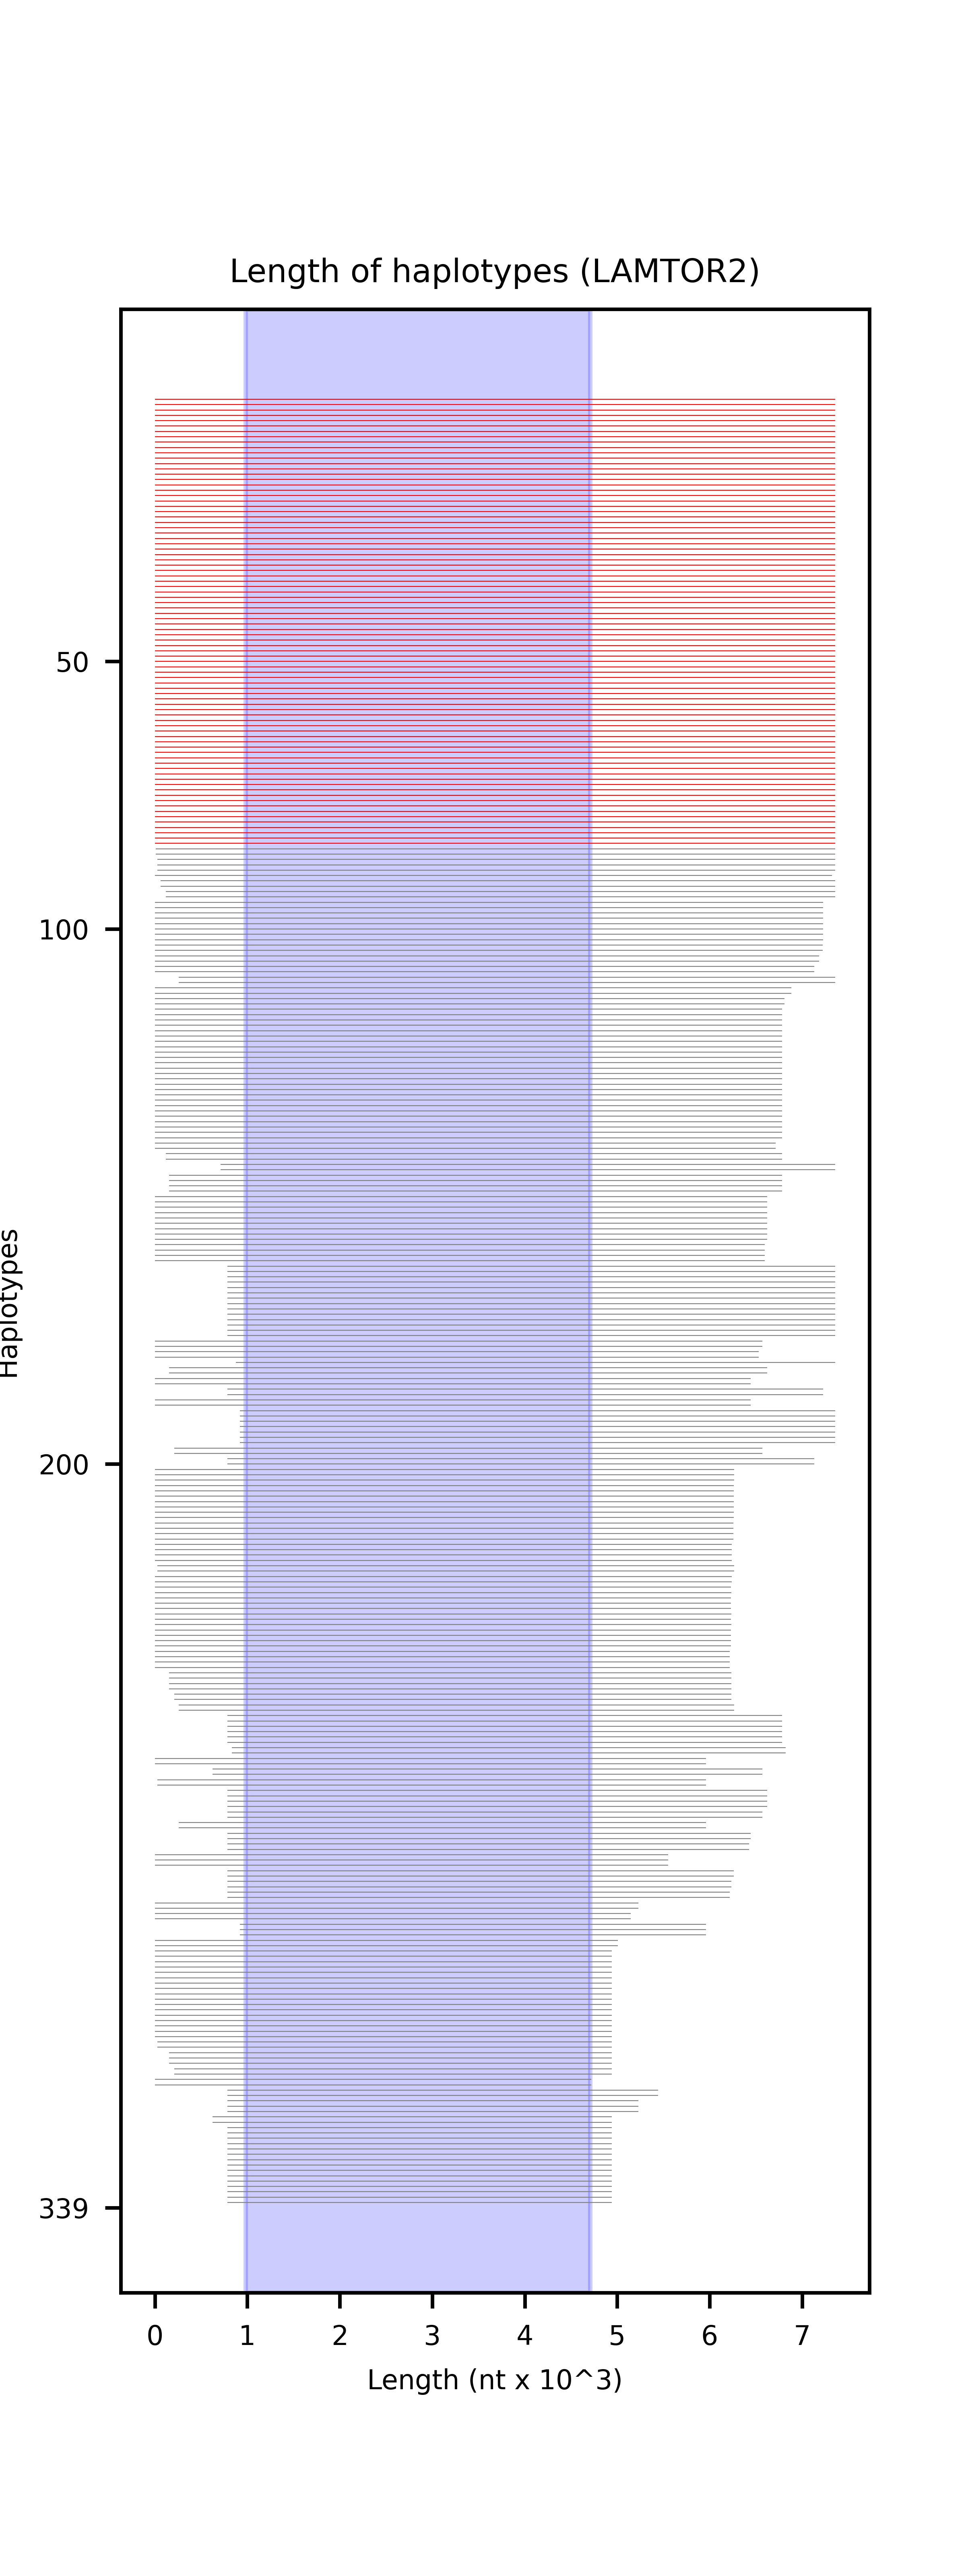 Length of haplotypes (LAMTOR2)
50
100
Haplotypes
200
339
0 1 2 3 4 5 6 7
Length (nt x 10^3)